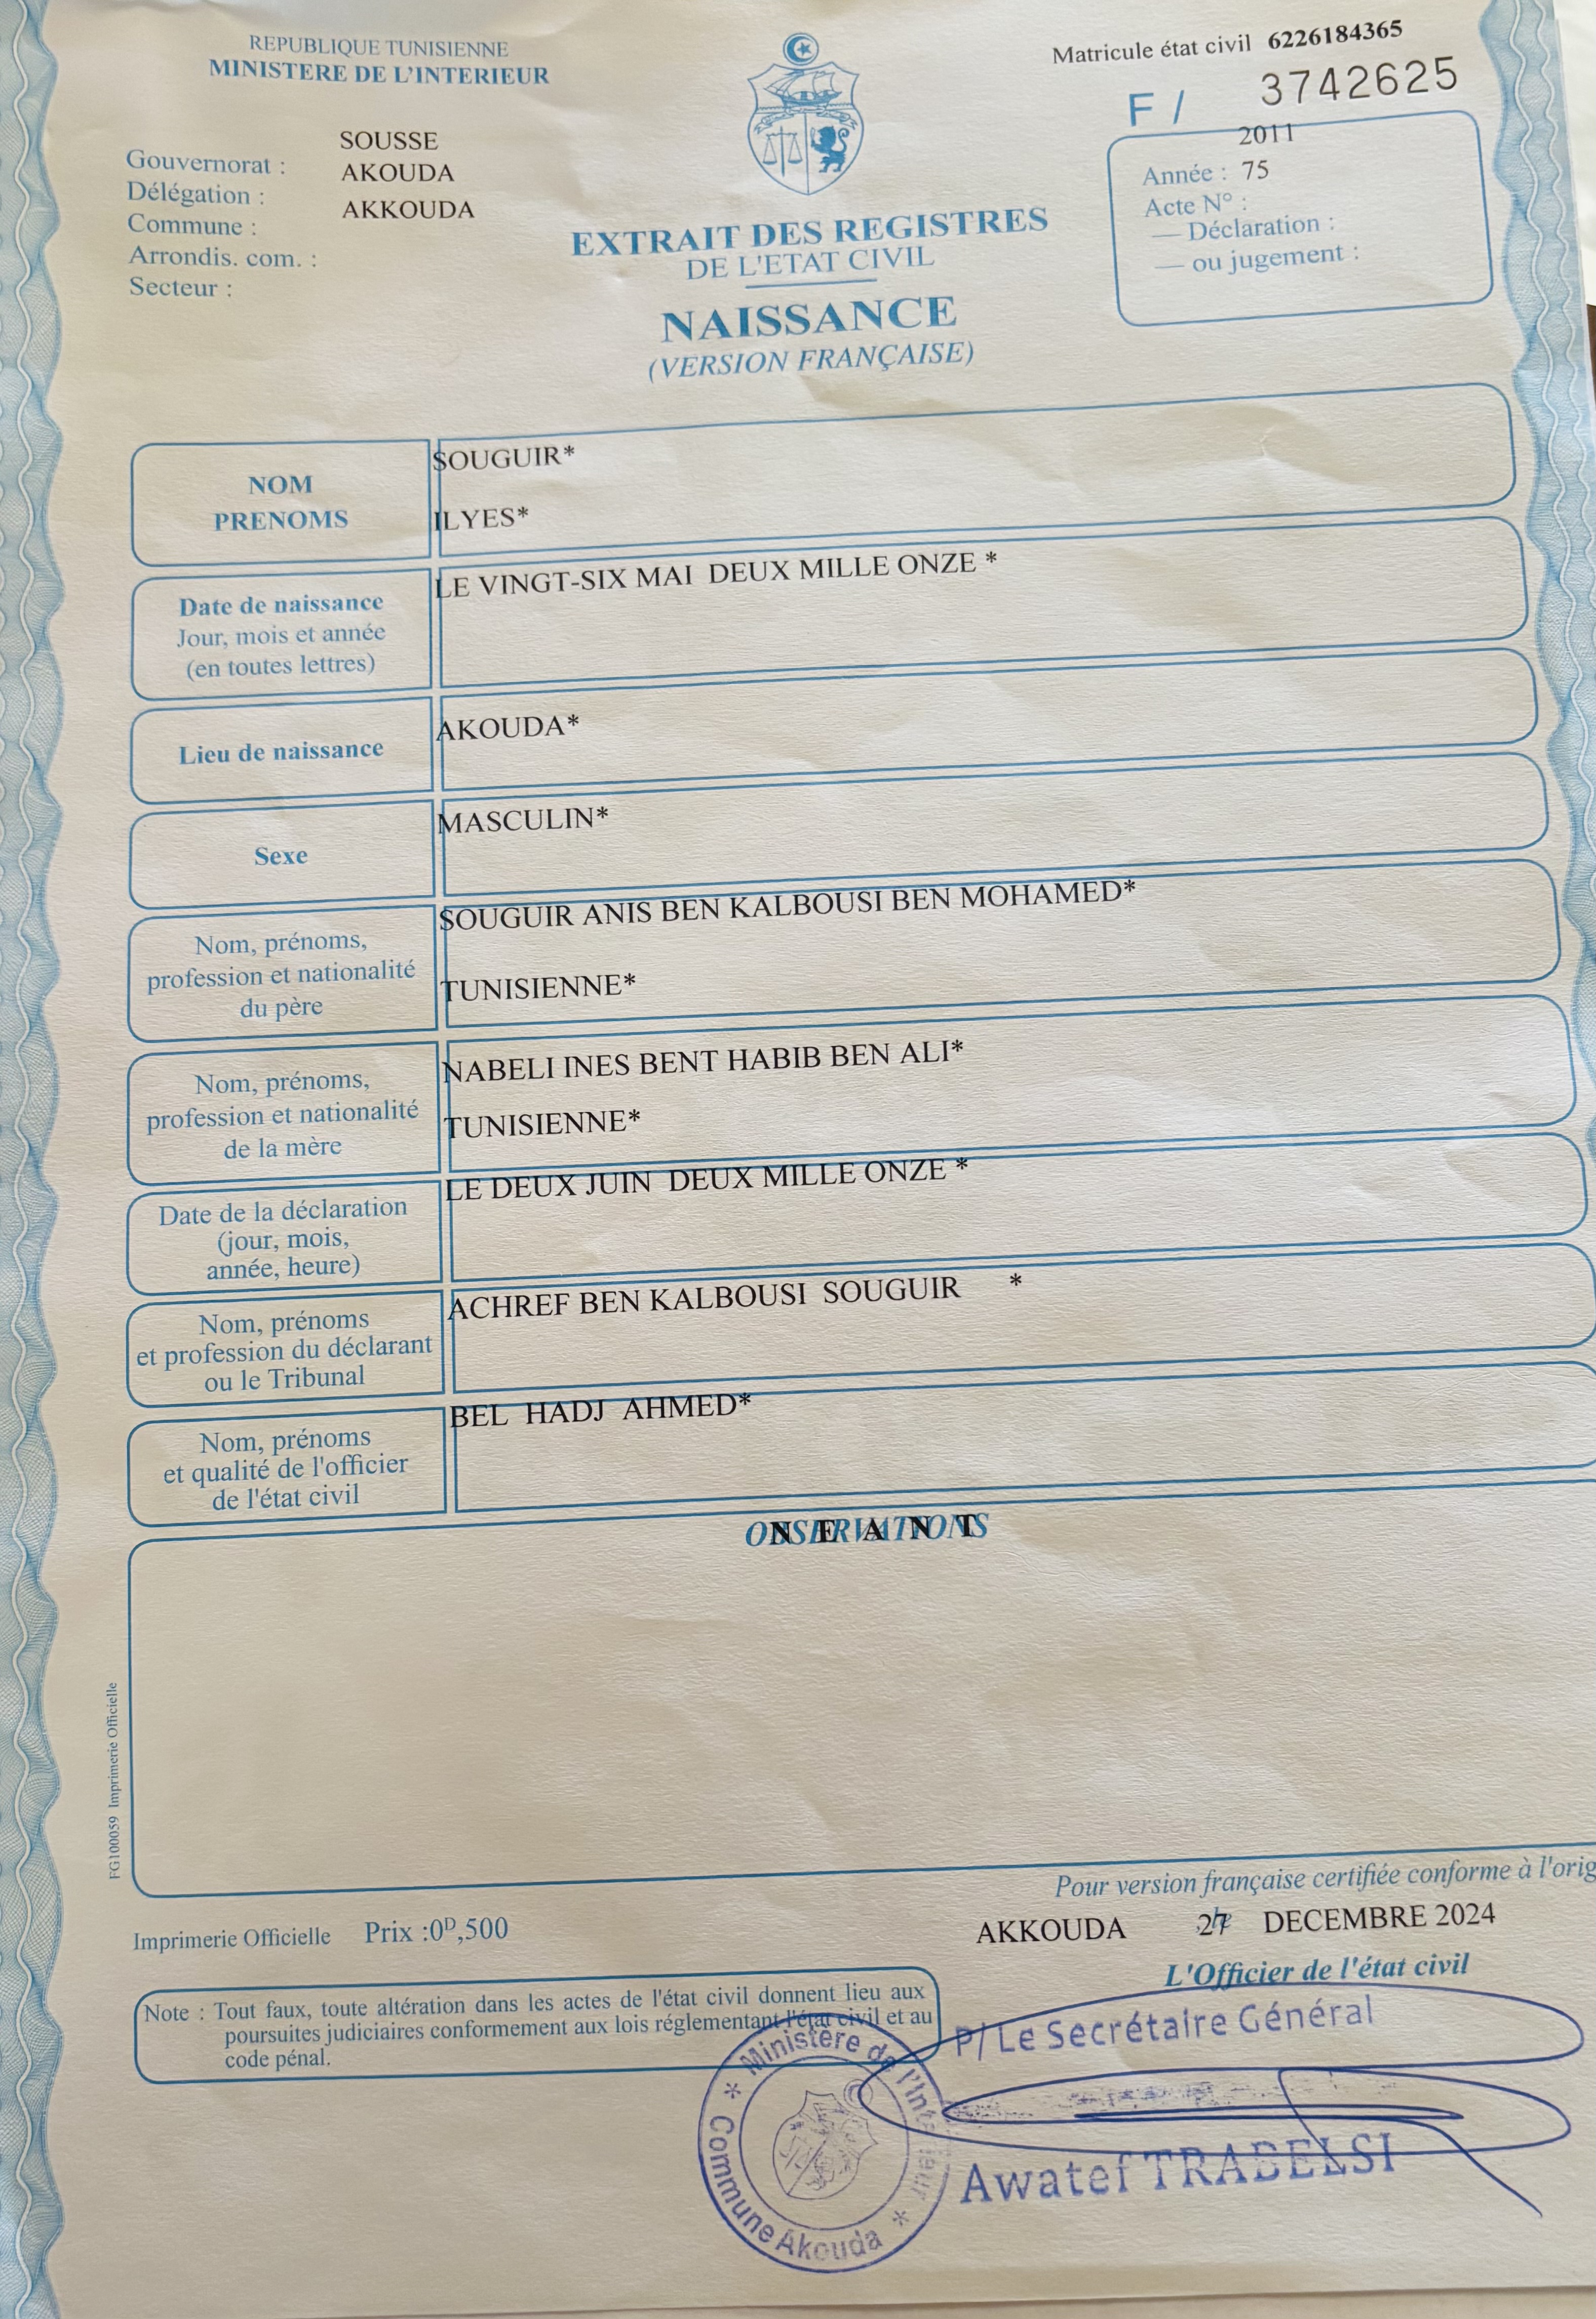 REPUBLIQUE TUNISIENNE
MINISTERE DE L'INTERIEUR
Matricule état civil 6226184365
F / 3742625
SOUSSE
Gouvernorat :
AKOUDA
Délégation :
AKKOUDA
Commune :
Arrondis. com. :
Secteur :
EXTRAIT DES REGISTRES
DE L'ETAT CIVIL
NAISSANCE
(VERSION FRANÇAISE)
2011
Année : 75
Acte N° :
— Déclaration :
— ou jugement :
NOM
PRENOMS
SOUGUIR*
ILYES*
Date de naissance
Jour, mois et année
(en toutes lettres)
LE VINGT-SIX MAI DEUX MILLE ONZE *
Lieu de naissance
AKOUDA*
Sexe
MASCULIN*
Nom, prénoms,
profession et nationalité
du père
SOUGUIR ANIS BEN KALBOUSI BEN MOHAMED*
TUNISIENNE*
Nom, prénoms,
profession et nationalité
de la mère
NABELI INES BENT HABIB BEN ALI*
TUNISIENNE*
Date de la déclaration
(jour, mois,
année, heure)
LE DEUX JUIN DEUX MILLE ONZE *
Nom, prénoms
et profession du déclarant
ou le Tribunal
ACHREF BEN KALBOUSI SOUGUIR *
Nom, prénoms
et qualité de l'officier
de l'état civil
BEL HADJ AHMED*
OBSERVATIONS
N E A N T
FG100059 Imprimerie Officielle
Pour version française certifiée conforme à l'orig
AKKOUDA DECEMBRE 2024
L'Officier de l'état civil
Imprimerie Officielle Prix :0ᴰ,500
Note : Tout faux, toute altération dans les actes de l'état civil donnent lieu aux
poursuites judiciaires conformement aux lois réglementant l'état civil et au
code pénal.
P/ Le Secrétaire Général
Awatef TRABELSI
* Ministère de l'Intérieur *
Commune Akouda